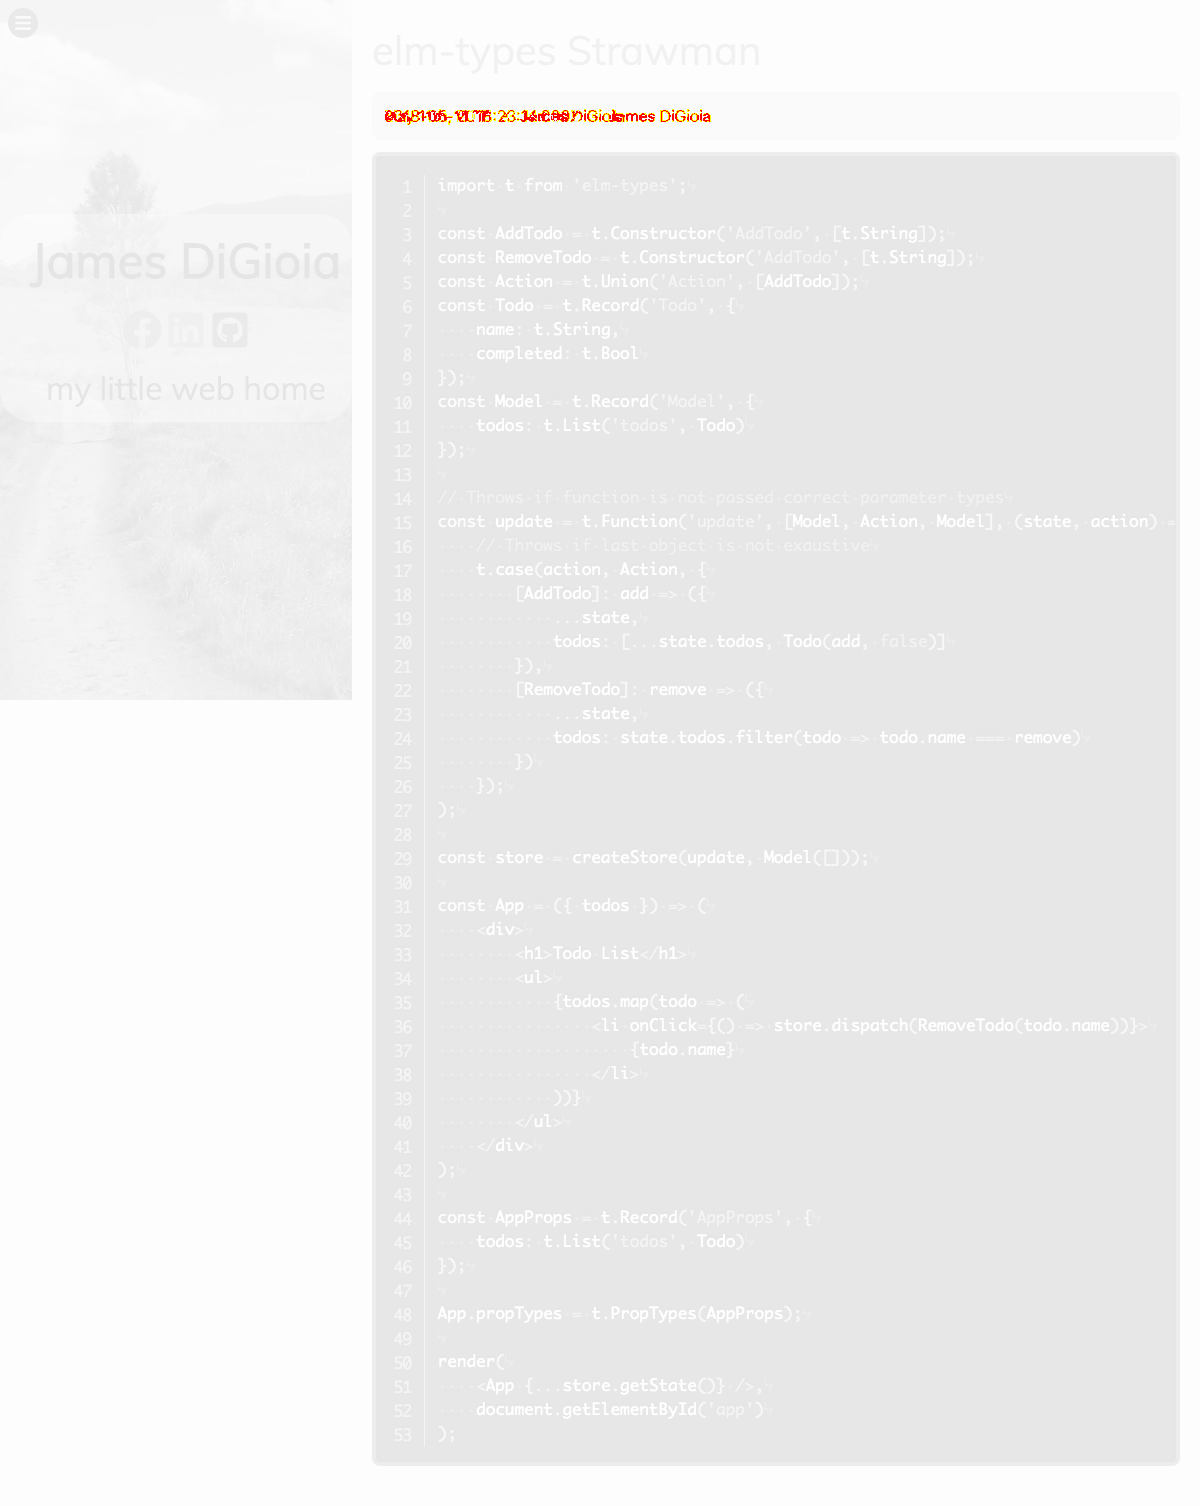 James DiGioia
my little web home
elm-types Strawman
James DiGioia
1 import t from 'elm-types';
2
3 const AddTodo = t.Constructor('AddTodo', [t.String]);
4 const RemoveTodo = t.Constructor('AddTodo', [t.String]);
5 const Action = t.Union('Action', [AddTodo]);
6 const Todo = t.Record('Todo', {
7     name: t.String,
8     completed: t.Bool
9 });
10 const Model = t.Record('Model', {
11     todos: t.List('todos', Todo)
12 });
13
14 // Throws if function is not passed correct parameter types
15 const update = t.Function('update', [Model, Action, Model], (state, action) =
16     // Throws if last object is not exaustive
17     t.case(action, Action, {
18         [AddTodo]: add => ({
19             ...state,
20             todos: [...state.todos, Todo(add, false)]
21         }),
22         [RemoveTodo]: remove => ({
23             ...state,
24             todos: state.todos.filter(todo => todo.name === remove)
25         })
26     });
27 );
28
29 const store = createStore(update, Model([]));
30
31 const App = ({ todos }) => (
32     <div>
33         <h1>Todo List</h1>
34         <ul>
35             {todos.map(todo => (
36                 <li onClick={() => store.dispatch(RemoveTodo(todo.name))}>
37                     {todo.name}
38                 </li>
39             ))}
40         </ul>
41     </div>
42 );
43
44 const AppProps = t.Record('AppProps', {
45     todos: t.List('todos', Todo)
46 });
47
48 App.propTypes = t.PropTypes(AppProps);
49
50 render(
51     <App {...store.getState()} />,
52     document.getElementById('app')
53 );